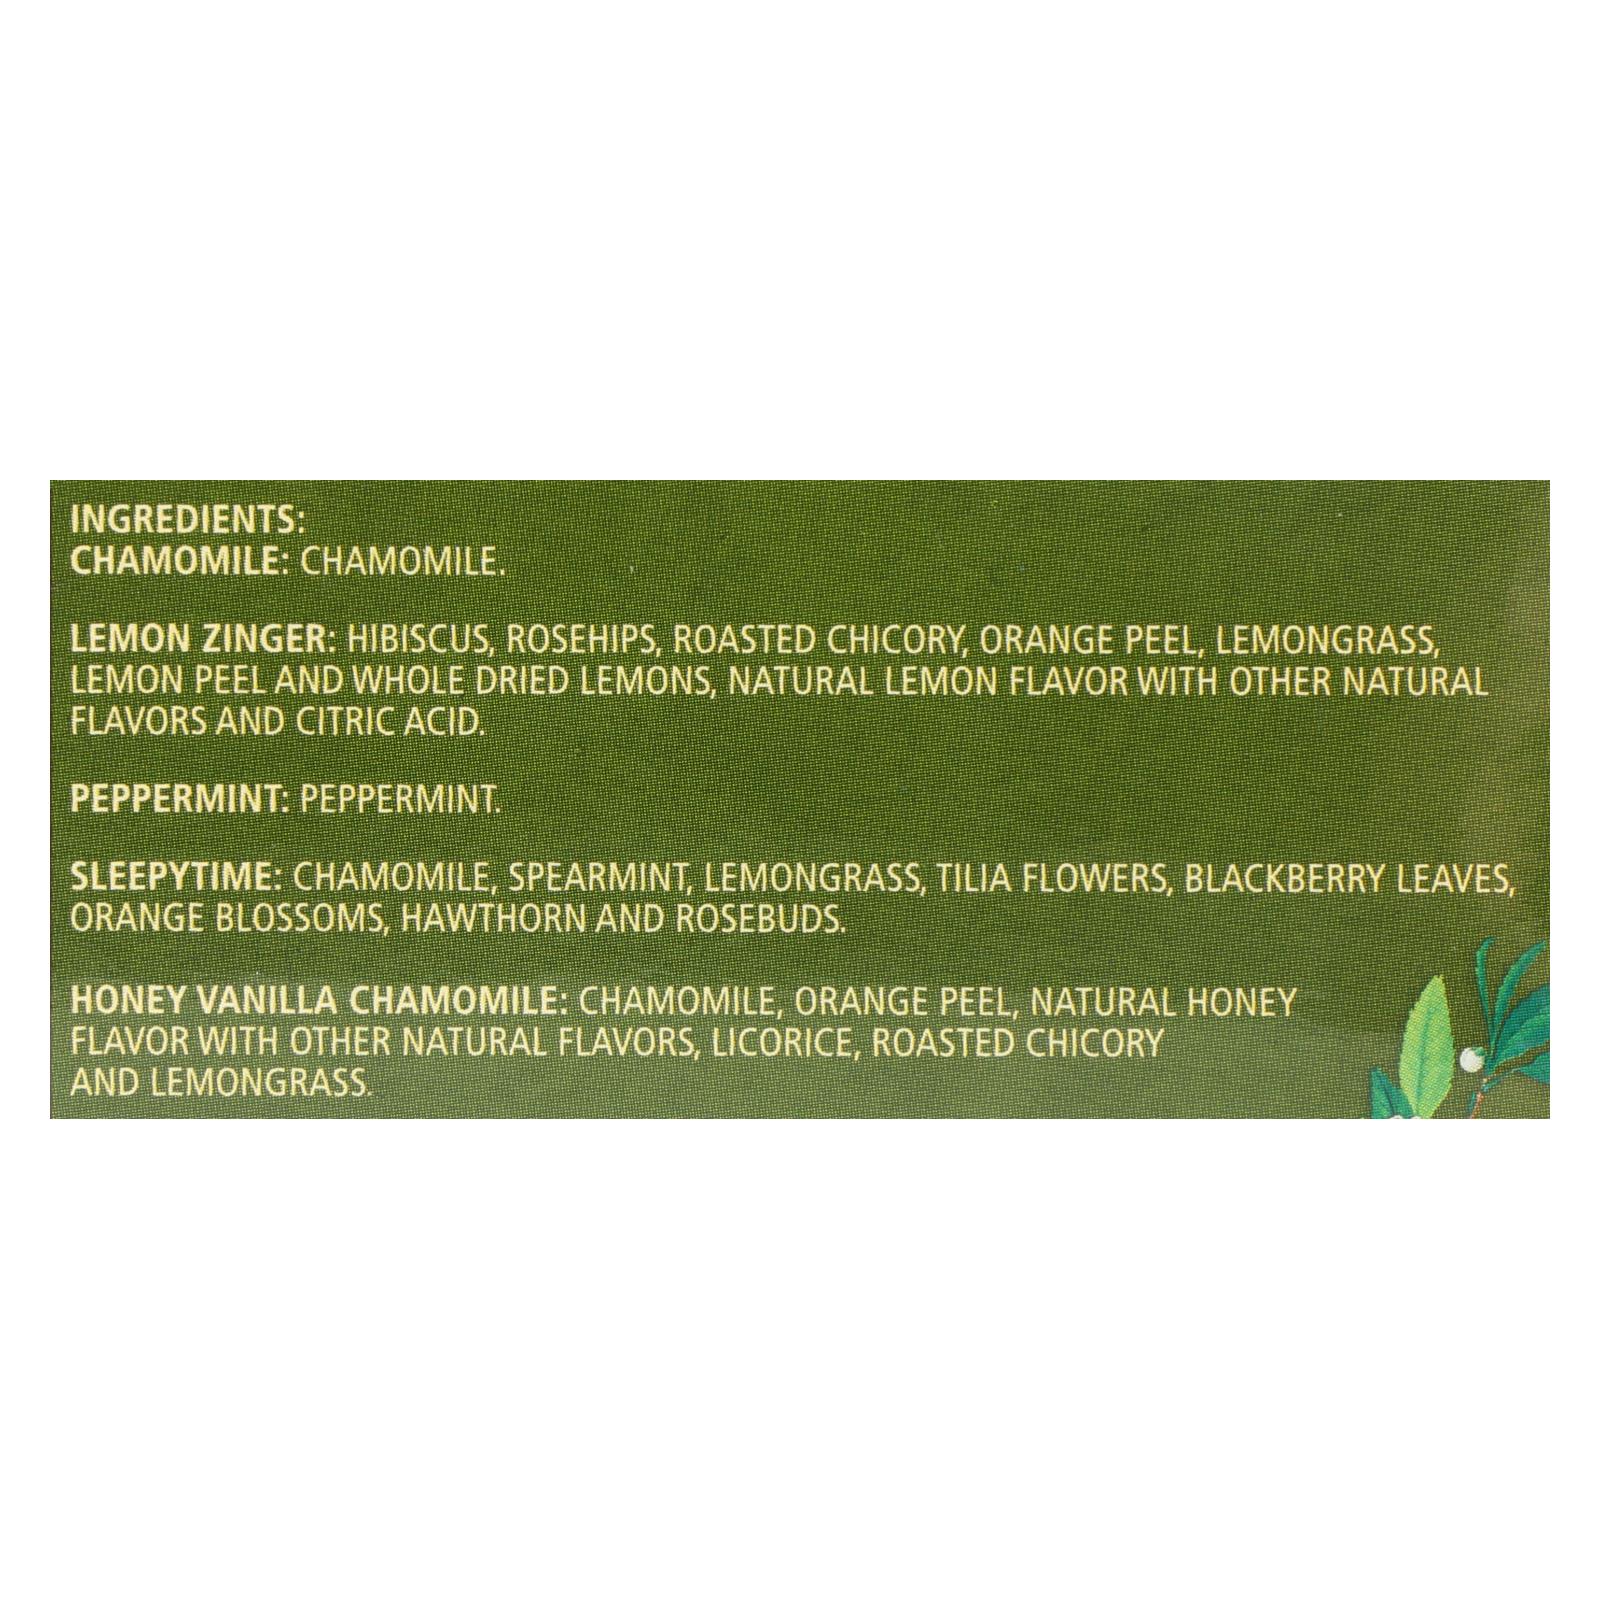 INGREDIENTS:
CHAMOMILE: CHAMOMILE.
LEMON ZINGER: HIBISCUS, ROSEHIPS, ROASTED CHICORY, ORANGE PEEL, LEMONGRASS,
LEMON PEEL AND WHOLE DRIED LEMONS, NATURAL LEMON FLAVOR WITH OTHER NATURAL
FLAVORS AND CITRIC ACID.
PEPPERMINT: PEPPERMINT.
SLEEPYTIME: CHAMOMILE, SPEARMINT, LEMONGRASS, TILIA FLOWERS, BLACKBERRY LEAVES,
ORANGE BLOSSOMS, HAWTHORN AND ROSEBUDS.
HONEY VANILLA CHAMOMILE: CHAMOMILE, ORANGE PEEL, NATURAL HONEY
FLAVOR WITH OTHER NATURAL FLAVORS, LICORICE, ROASTED CHICORY
AND LEMONGRASS.